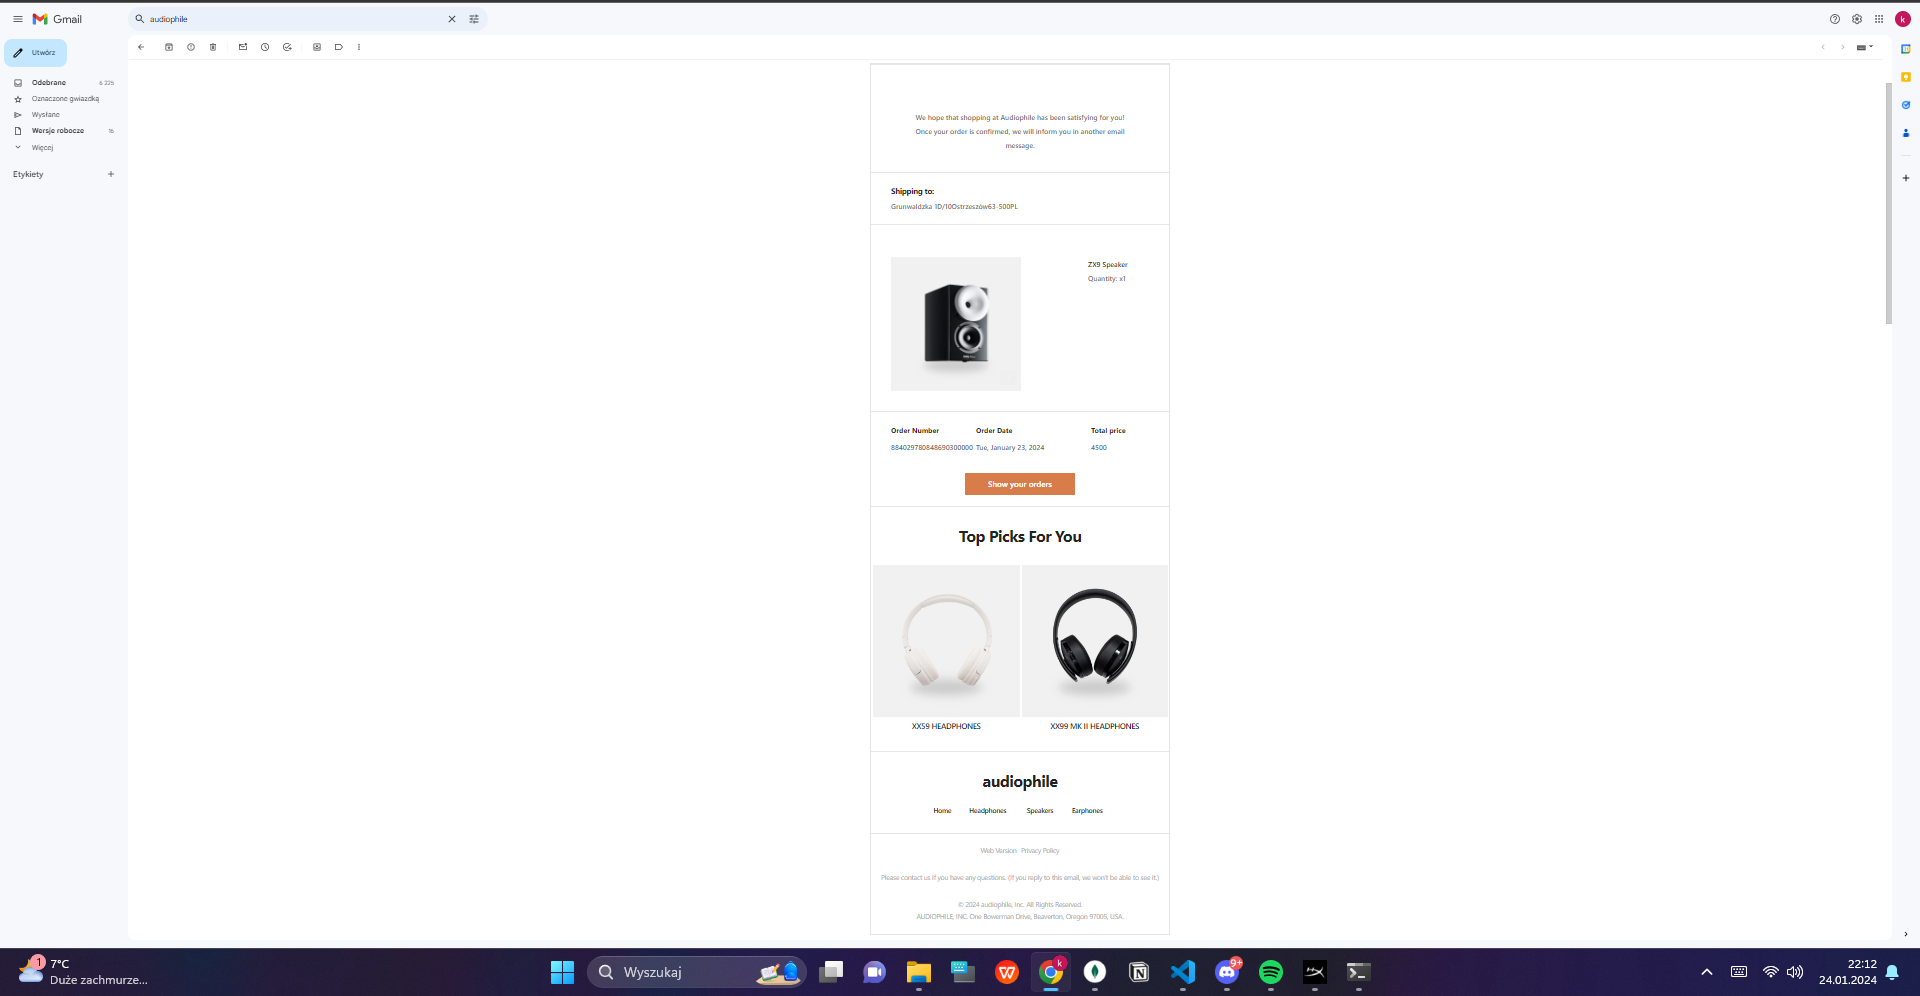 Gmail
audiophile
k
Utwórz
Odebrane 6 225
Oznaczone gwiazdką
Wysłane
Wersje robocze 16
Więcej
Etykiety
We hope that shopping at Audiophile has been satisfying for you!
Once your order is confirmed, we will inform you in another email
message.
Shipping to:
Grunwaldzka 1D/10Ostrzeszów63-500PL
ZX9 Speaker
Quantity: x1
Order Number Order Date Total price
884029780848690300000 Tue, January 23, 2024 4500
Show your orders
Top Picks For You
XX59 HEADPHONES XX99 MK II HEADPHONES
audiophile
Home Headphones Speakers Earphones
Web Version Privacy Policy
Please contact us if you have any questions. (If you reply to this email, we won't be able to see it.)
© 2024 audiophile, Inc. All Rights Reserved.
AUDIOPHILE, INC. One Bowerman Drive, Beaverton, Oregon 97005, USA.
1
7°C
Duże zachmurze...
Wyszukaj
k
9+
22:12
24.01.2024